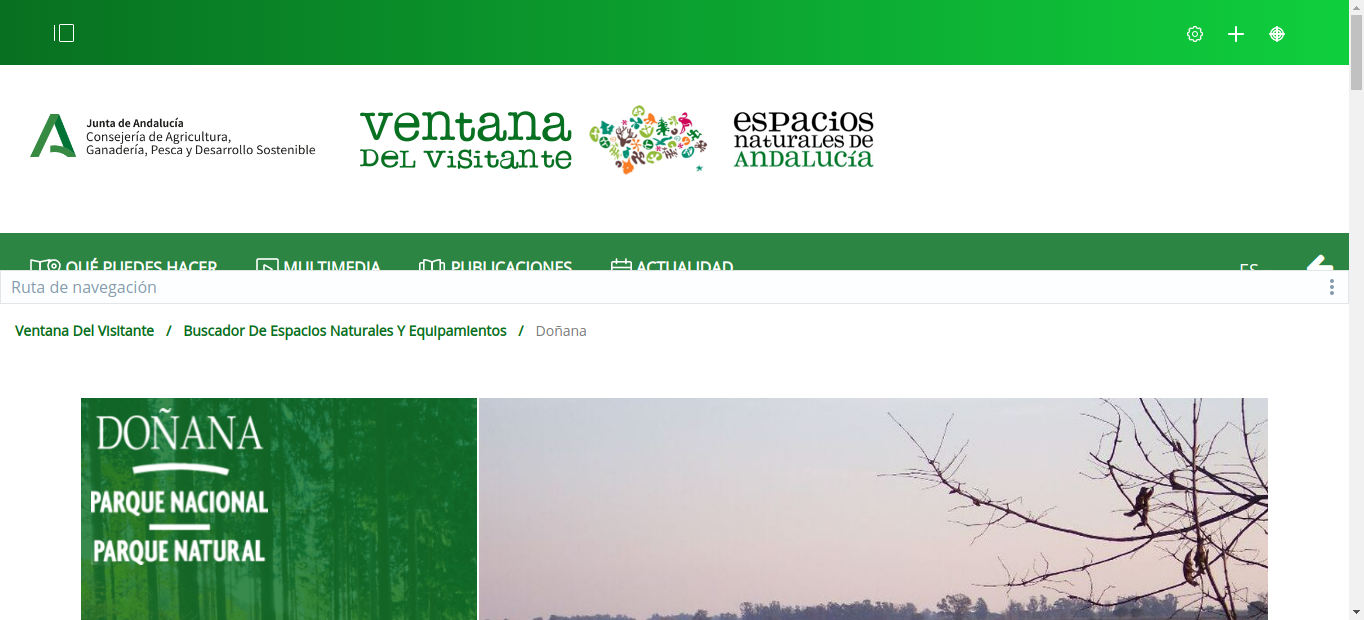 Junta de Andalucía
Consejería de Agricultura,
Ganadería, Pesca y Desarrollo Sostenible
ventana
DEL VISITANTE
espacios
naturales de
ANDALUCÍA
QUÉ PUEDES HACER MULTIMEDIA PUBLICACIONES ACTUALIDAD ES
Ruta de navegación
Ventana Del Visitante / Buscador De Espacios Naturales Y Equipamientos / Doñana
DOÑANA
PARQUE NACIONAL
PARQUE NATURAL